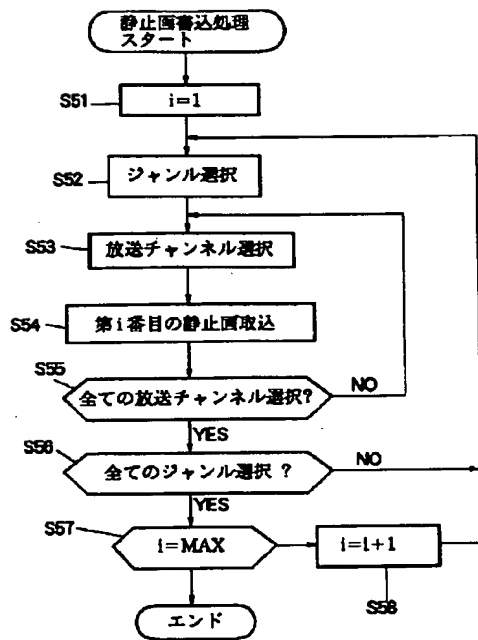 静止画書込処理
スタート
S51
i=1
S52
ジャンル選択
S53
放送チャンネル選択
S54
第i番目の静止画取込
S55
全ての放送チャンネル選択?
NO
YES
S56
全てのジャンル選択 ?
NO
YES
S57
i=MAX
i=i+1
S58
エンド